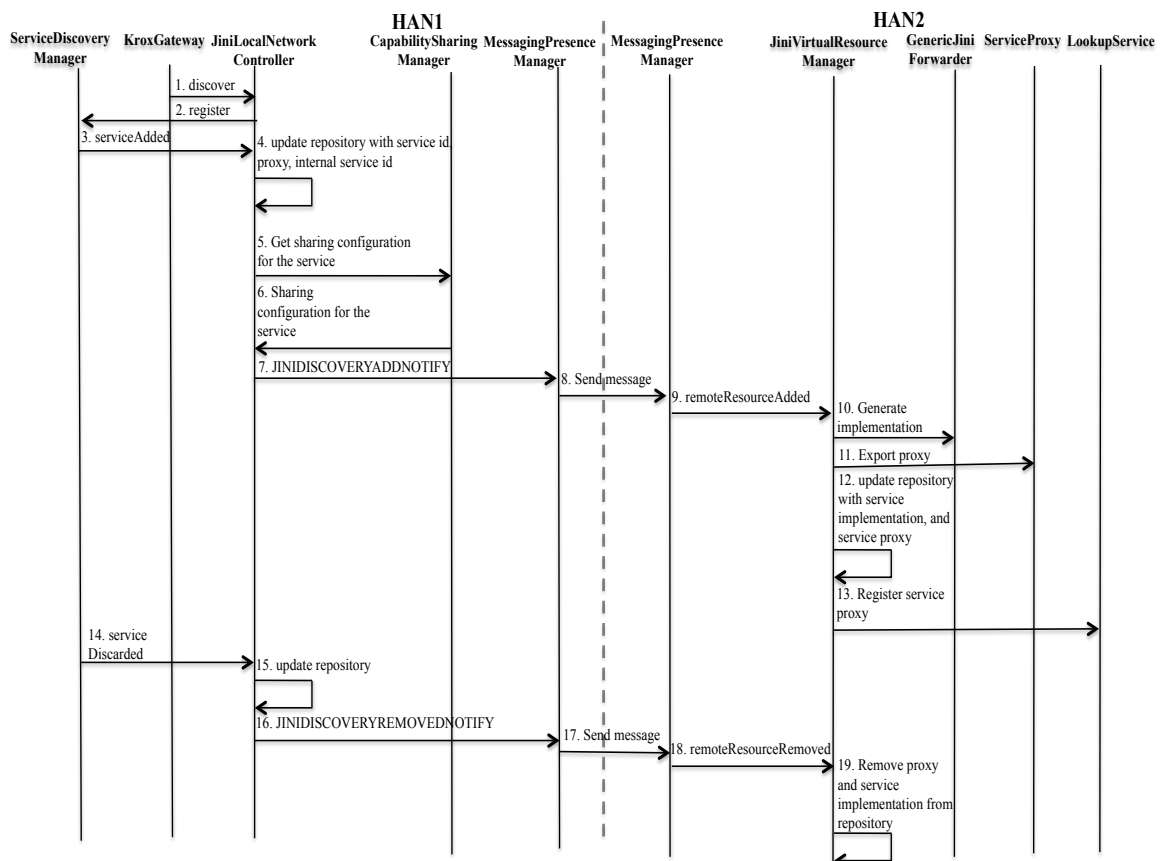 HAN1
HAN2
ServiceDiscovery
Manager
KroxGateway
JiniLocalNetwork
Controller
CapabilitySharing
Manager
MessagingPresence
Manager
MessagingPresence
Manager
JiniVirtualResource
Manager
GenericJini
Forwarder
ServiceProxy
LookupService
1. discover
2. register
3. serviceAdded
4. update repository with service id,
proxy, internal service id
5. Get sharing configuration
for the service
6. Sharing
configuration for the
service
7. JINIDISCOVERYADDNOTIFY
8. Send message
9. remoteResourceAdded
10. Generate
implementation
11. Export proxy
12. update repository
with service
implementation, and
service proxy
13. Register service
proxy
14. service
Discarded
15. update repository
16. JINIDISCOVERYREMOVEDNOTIFY
17. Send message
18. remoteResourceRemoved
19. Remove proxy
and service
implementation from
repository